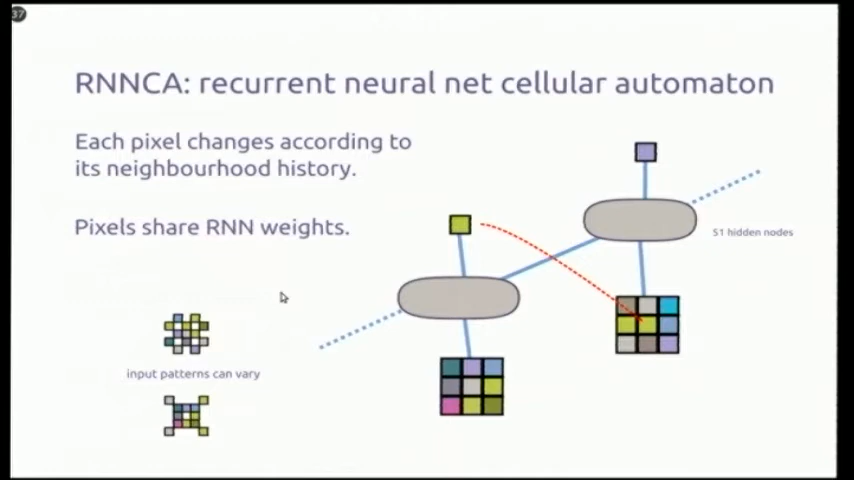 37
RNNCA: recurrent neural net cellular automaton
Each pixel changes according to
its neighbourhood history.
Pixels share RNN weights.
51 hidden nodes
input patterns can vary